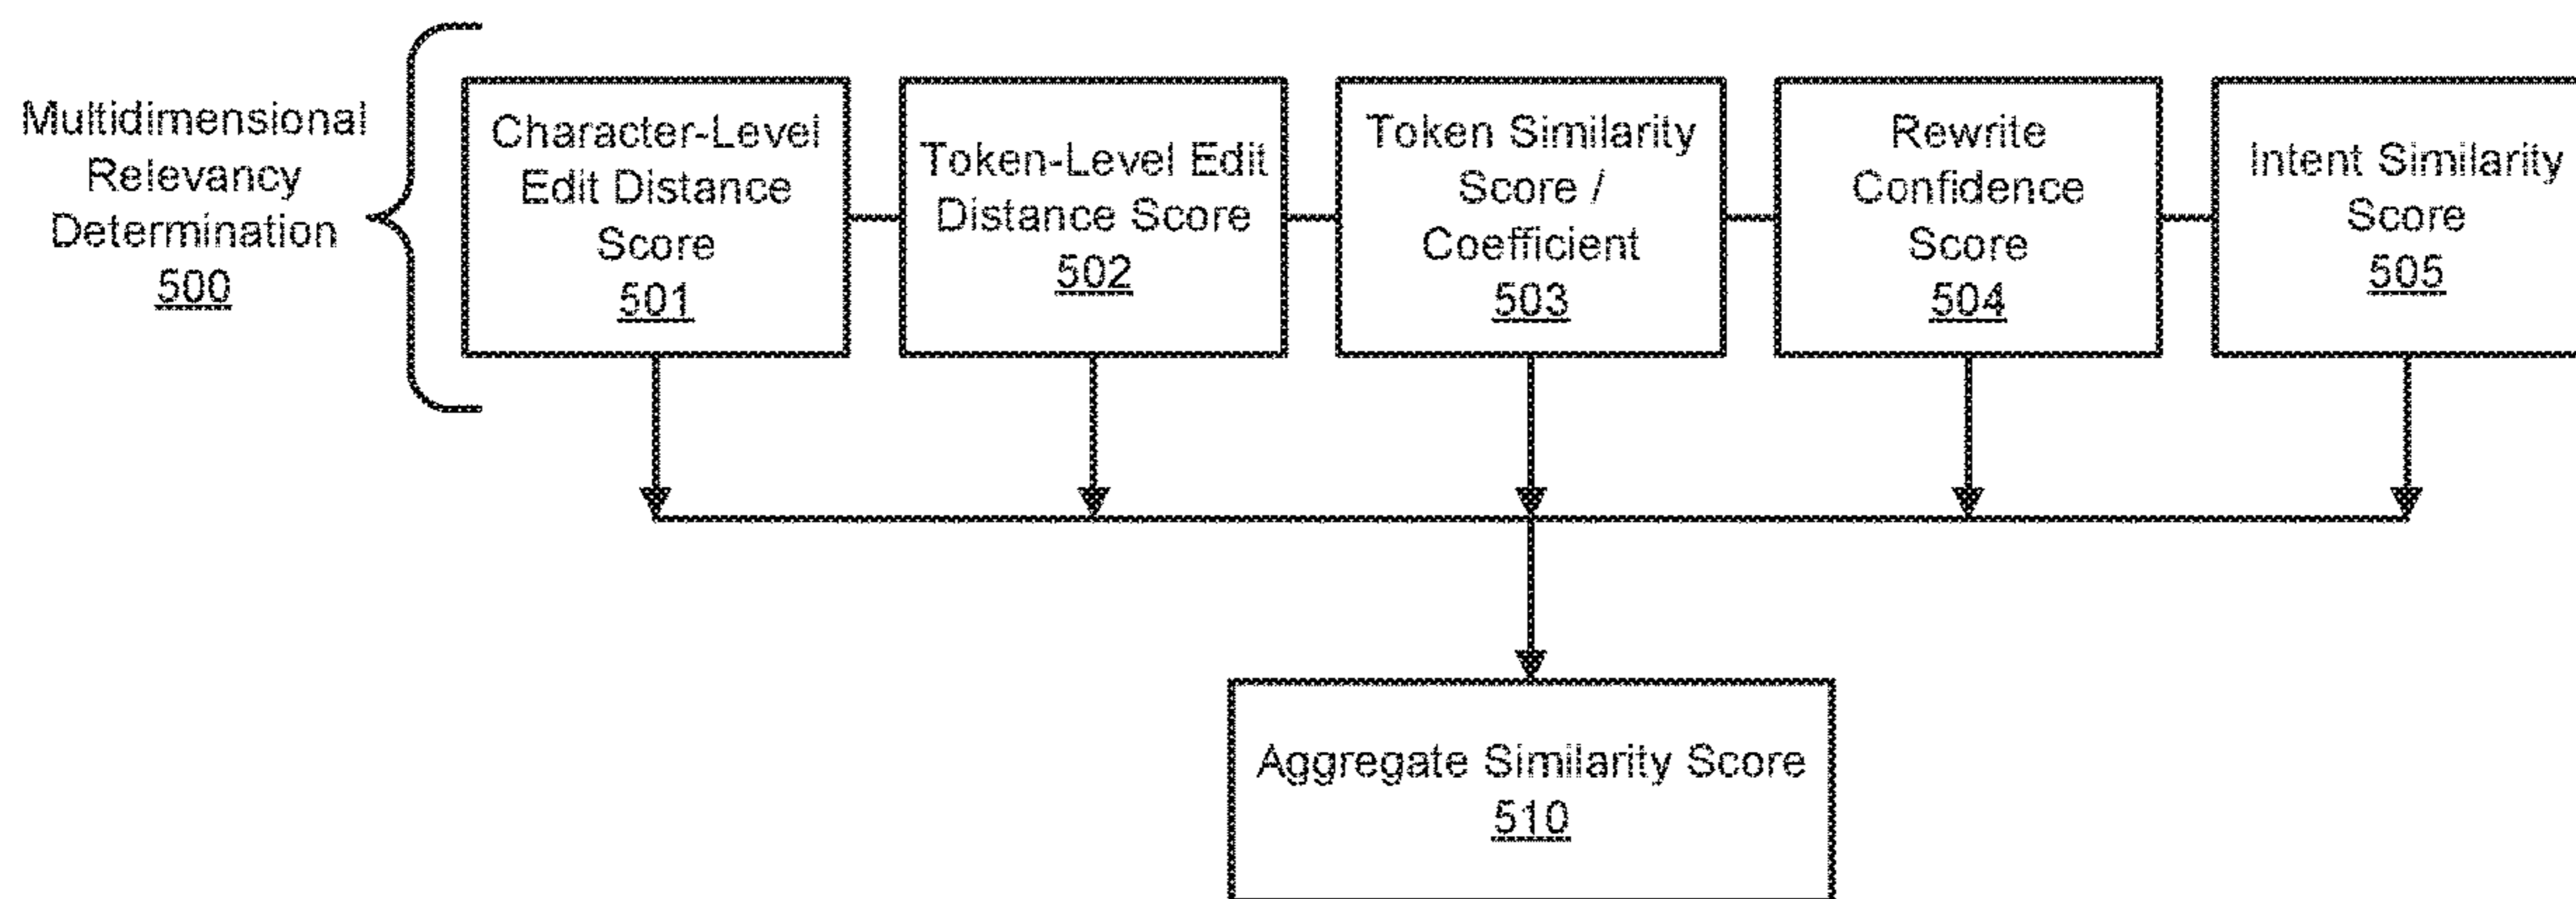 Multidimensional
Relevancy
Determination
500
Character-Level
Edit Distance
Score
501
Token-Level Edit
Distance Score
502
Token Similarity
Score /
Coefficient
503
Rewrite
Confidence
Score
504
Intent Similarity
Score
505
Aggregate Similarity Score
510